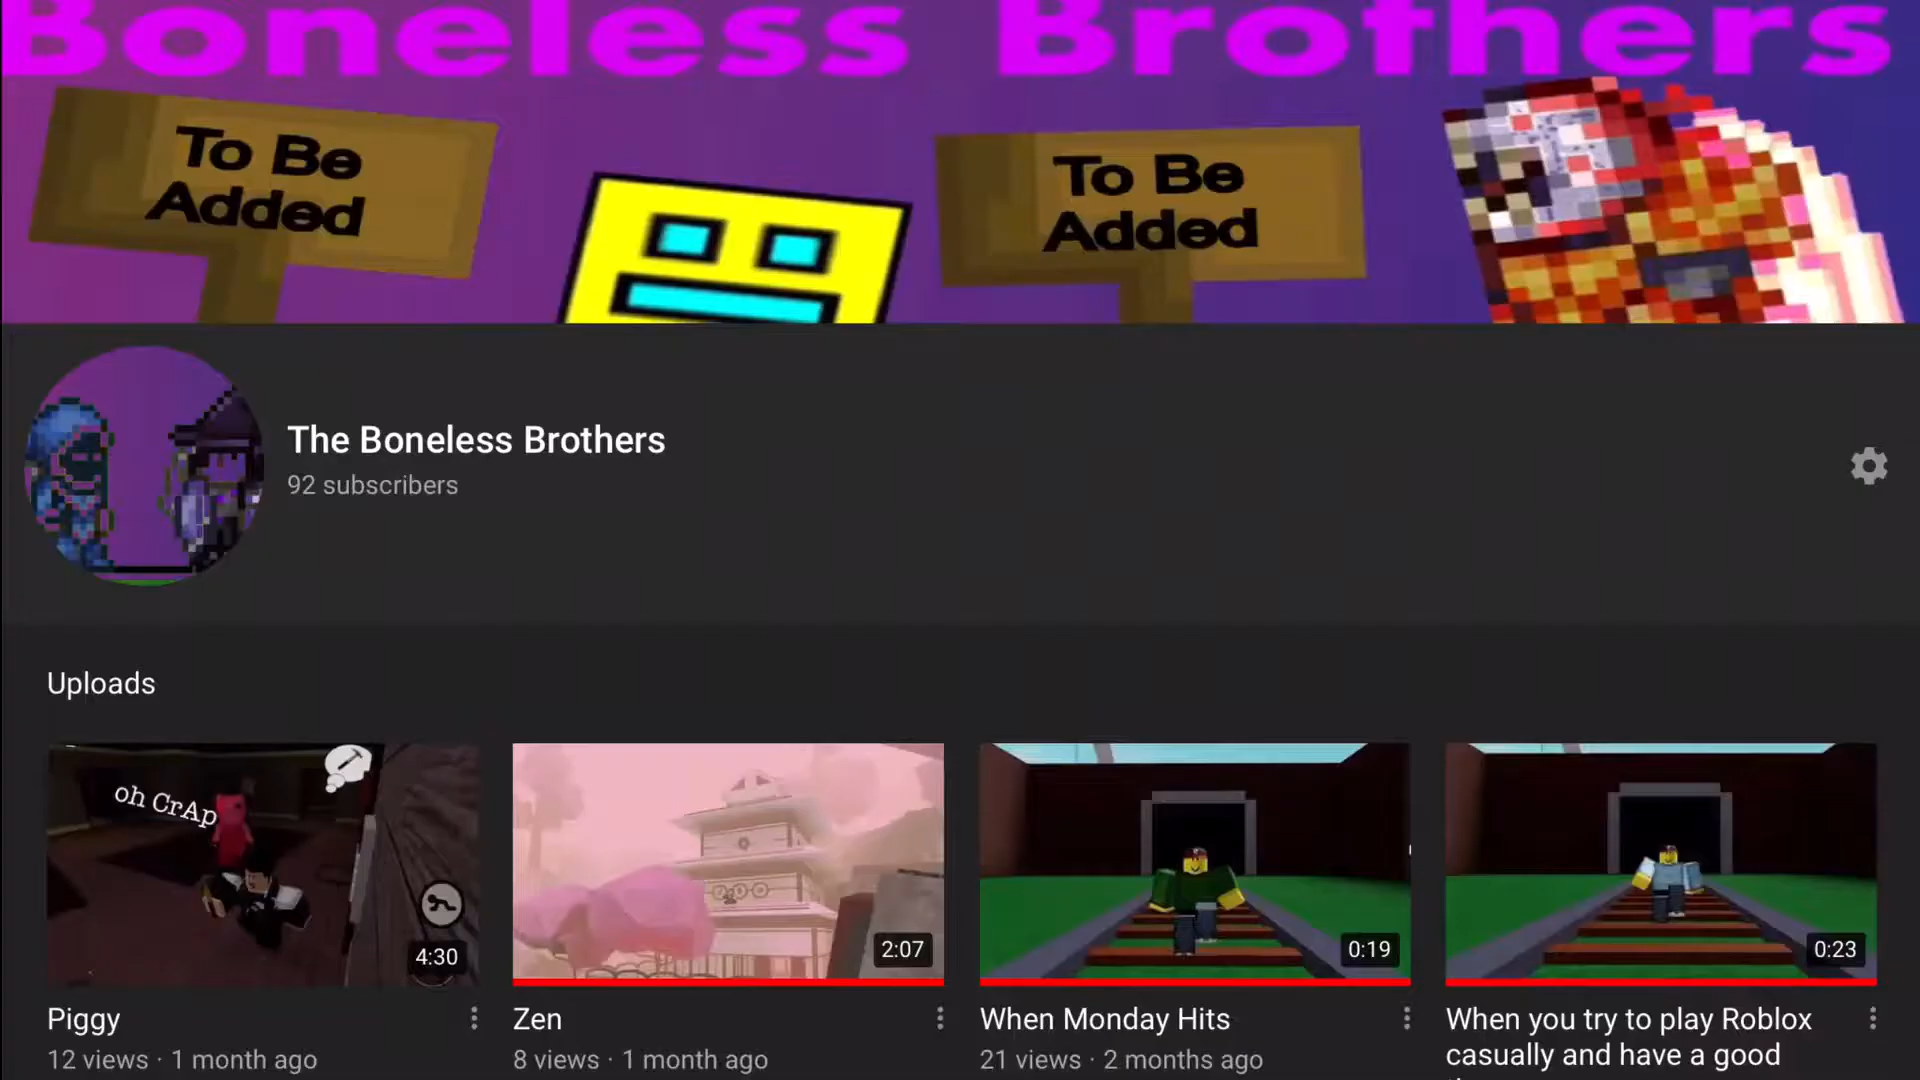 Boneless Brothers
To Be
Added
To Be
Added
The Boneless Brothers
92 subscribers
Uploads
oh CrAp
4:30
2:07
0:19
0:23
Piggy
12 views · 1 month ago
Zen
8 views · 1 month ago
When Monday Hits
21 views · 2 months ago
When you try to play Roblox
casually and have a good